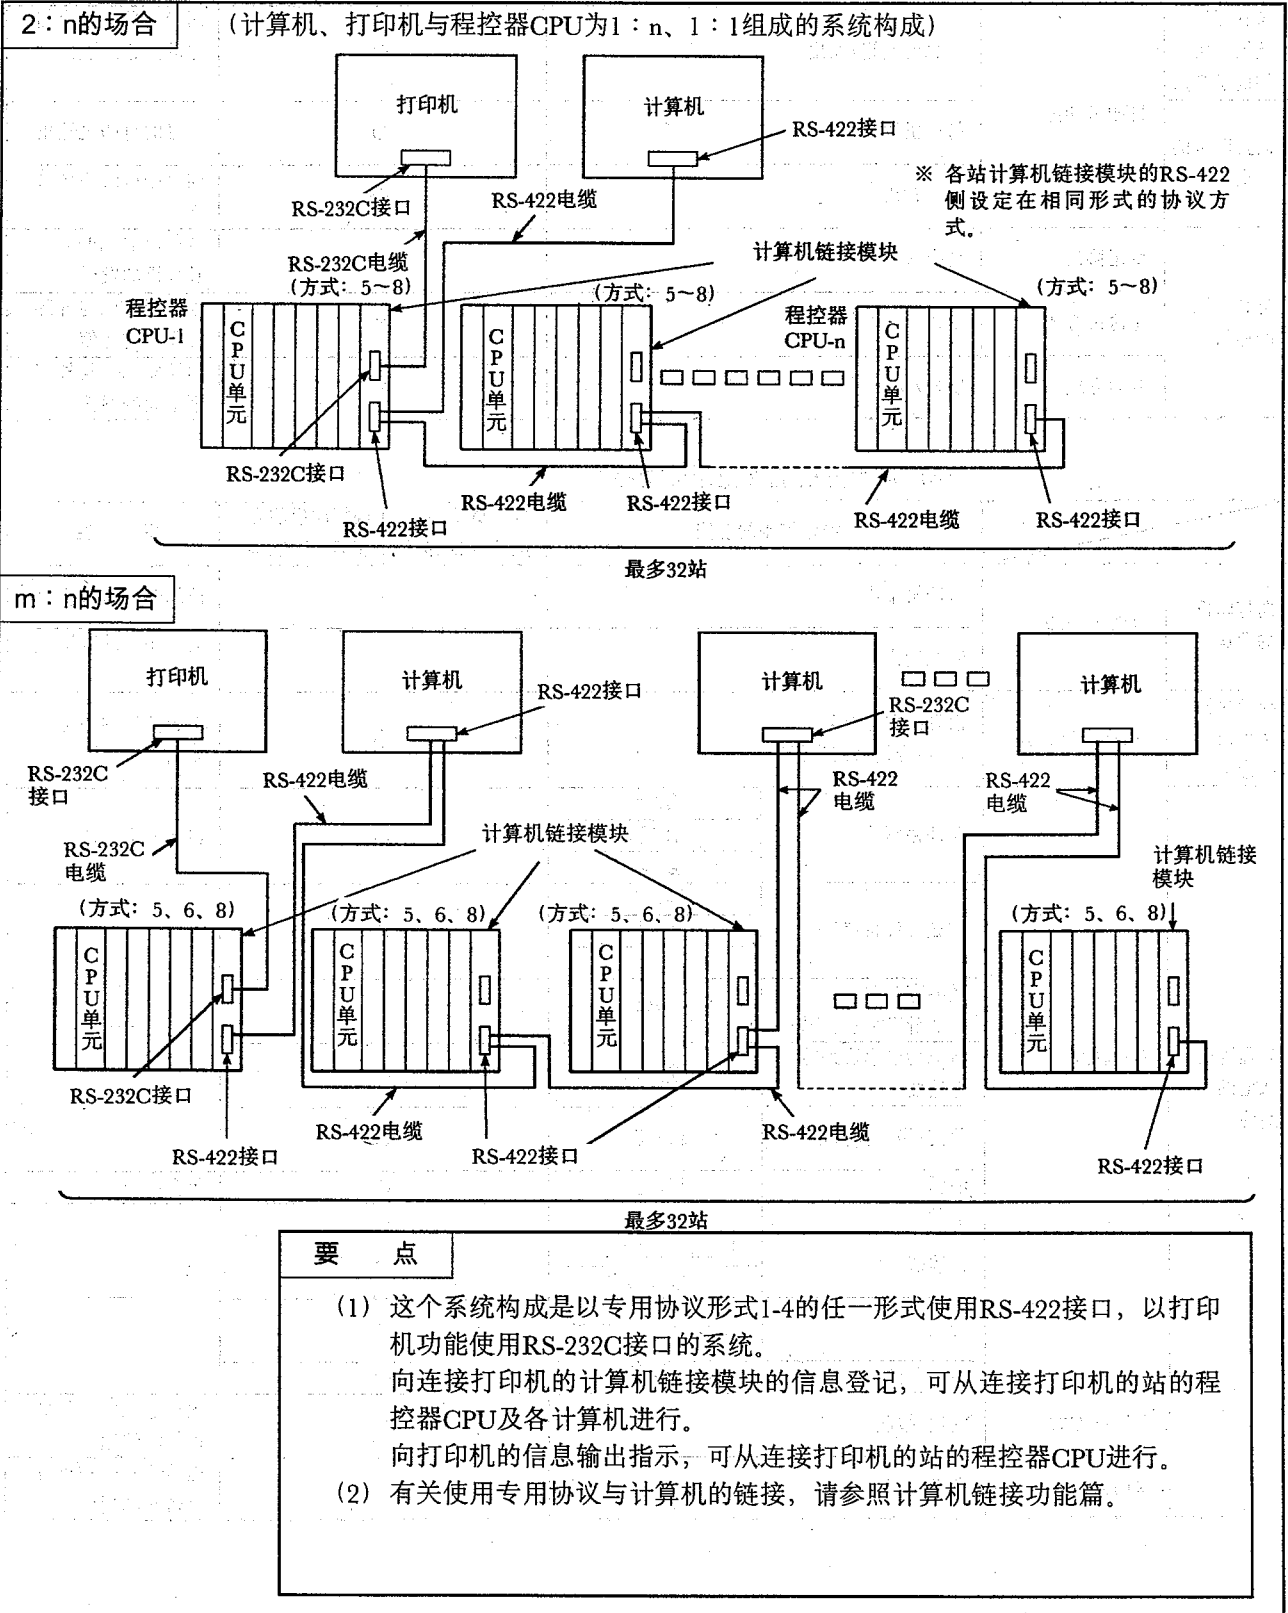 2：n的场合
（计算机、打印机与程控器CPU为1：n、1：1组成的系统构成）
打印机
计算机
RS-422接口
RS-232C接口
RS-422电缆
※ 各站计算机链接模块的RS-422
侧设定在相同形式的协议方
式。
RS-232C电缆
计算机链接模块
（方式：5～8）
（方式：5～8）
（方式：5～8）
程控器
CPU-1
程控器
CPU-n
CPU单元
CPU单元
CPU单元
RS-232C接口
RS-422接口
RS-422电缆
RS-422接口
RS-422电缆
RS-422接口
最多32站
m：n的场合
打印机
计算机
计算机
计算机
RS-422接口
RS-232C
接口
RS-232C
接口
RS-422电缆
RS-422
电缆
RS-422
电缆
RS-232C
电缆
计算机链接模块
计算机链接
模块
（方式：5、6、8）
（方式：5、6、8）
（方式：5、6、8）
（方式：5、6、8）
CPU单元
CPU单元
CPU单元
CPU单元
RS-232C接口
RS-422接口
RS-422电缆
RS-422接口
RS-422电缆
RS-422接口
最多32站
要 点
（1） 这个系统构成是以专用协议形式1-4的任一形式使用RS-422接口，以打印
机功能使用RS-232C接口的系统。
向连接打印机的计算机链接模块的信息登记，可从连接打印机的站的程
控器CPU及各计算机进行。
向打印机的信息输出指示，可从连接打印机的站的程控器CPU进行。
（2） 有关使用专用协议与计算机的链接，请参照计算机链接功能篇。